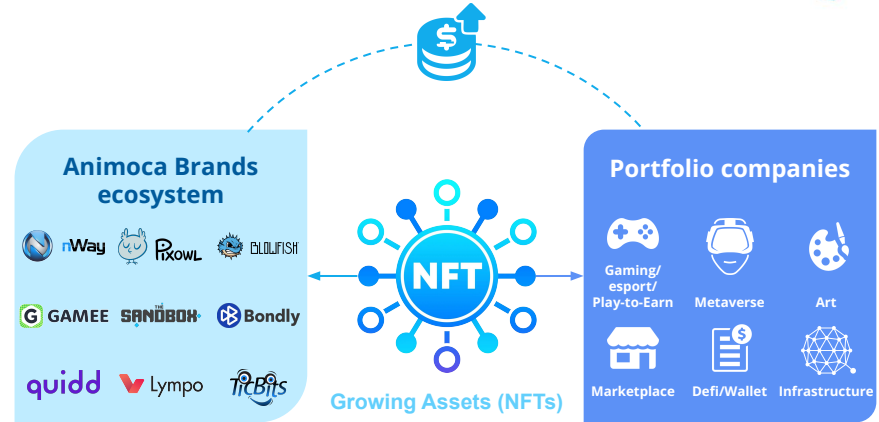 $
Animoca Brands
ecosystem
nWay
PIXOWL
BLOWFISH
G GAMEE
THE
SANDBOX
Bondly
quidd
Lympo
TicBits
NFT
Growing Assets (NFTs)
Portfolio companies
Gaming/
esport/
Play-to-Earn
Metaverse
Art
$
Marketplace
Defi/Wallet
Infrastructure